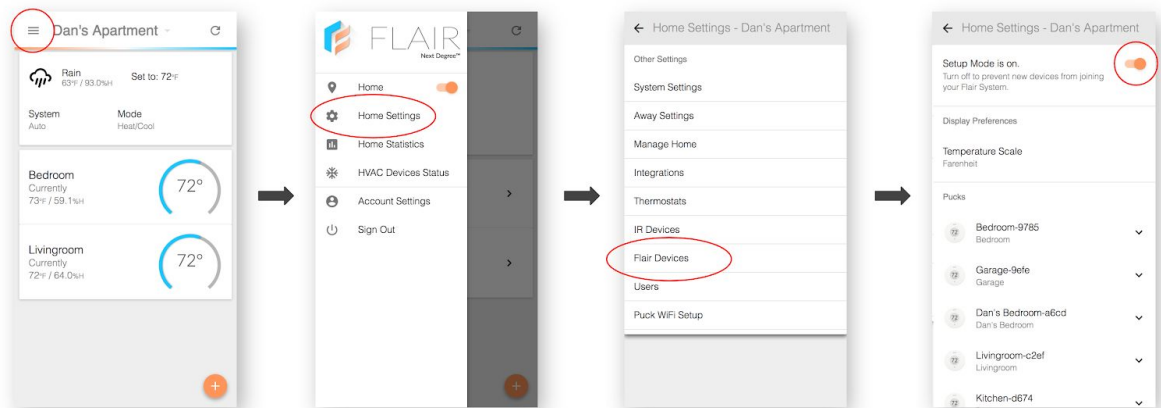 Dan's Apartment
Rain
63°F / 93.0%H
Set to: 72°F
System
Auto
Mode
Heat/Cool
Bedroom
Currently
73°F / 59.1%H
72°
Livingroom
Currently
72°F / 64.0%H
72°
+
FLAIR
Next Degree™
Home
Home Settings
Home Statistics
HVAC Devices Status
Account Settings
Sign Out
Home Settings - Dan's Apartment
Other Settings
System Settings
Away Settings
Manage Home
Integrations
Thermostats
IR Devices
Flair Devices
Users
Puck WiFi Setup
Home Settings - Dan's Apartment
Setup Mode is on.
Turn off to prevent new devices from joining
your Flair System.
Display Preferences
Temperature Scale
Farenheit
Pucks
72
Bedroom-9785
Bedroom
72
Garage-9efe
Garage
72
Dan's Bedroom-a6cd
Dan's Bedroom
72
Livingroom-c2ef
Livingroom
72
Kitchen-d674